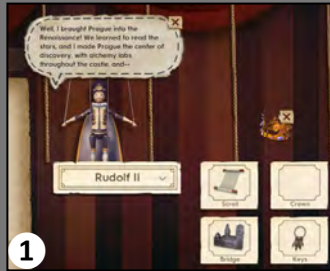 Well, I brought Prague into the
Renaissance! We learned to read the
stars, and I made Prague the center of
discovery, with alchemy labs
throughout the castle, and--
Rudolf II
Scroll
Crown
Bridge
Keys
1